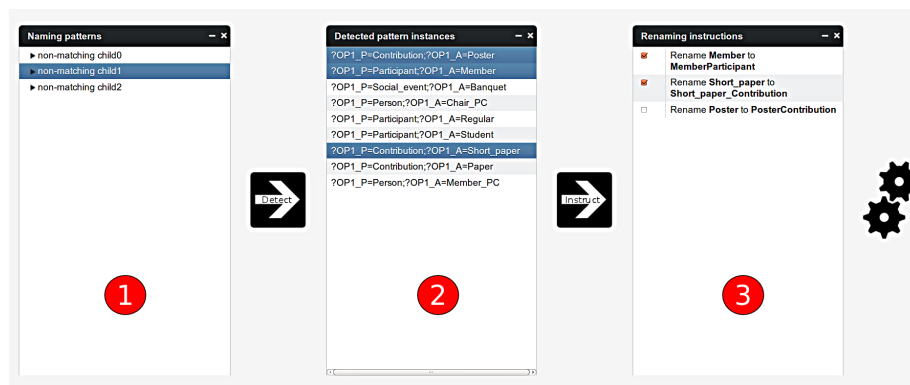 Naming patterns
non-matching child0
non-matching child1
non-matching child2
1
Detect
Detected pattern instances
?OP1_P=Contribution;?OP1_A=Poster
?OP1_P=Participant;?OP1_A=Member
?OP1_P=Social_event;?OP1_A=Banquet
?OP1_P=Person;?OP1_A=Chair_PC
?OP1_P=Participant;?OP1_A=Regular
?OP1_P=Participant;?OP1_A=Student
?OP1_P=Contribution;?OP1_A=Short_paper
?OP1_P=Contribution;?OP1_A=Paper
?OP1_P=Person;?OP1_A=Member_PC
2
Instruct
Renaming instructions
Rename Member to
MemberParticipant
Rename Short_paper to
Short_paper_Contribution
Rename Poster to PosterContribution
3